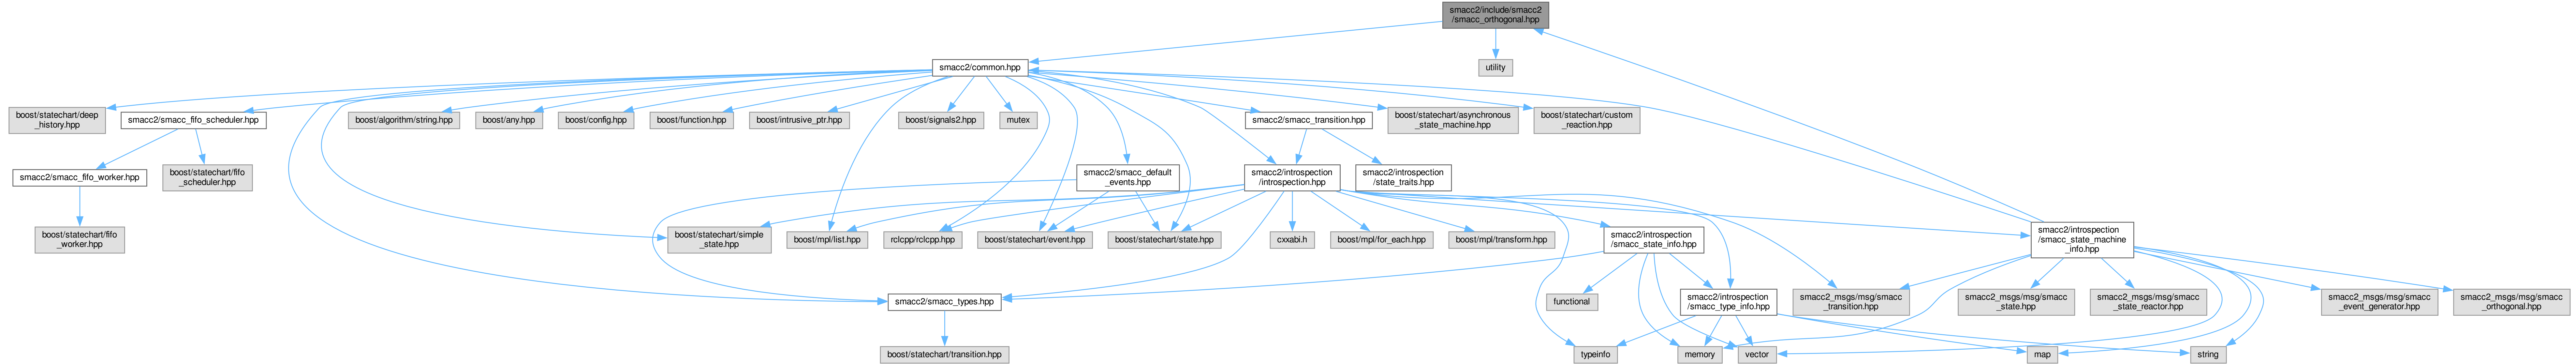 smacc2/include/smacc2
/smacc_orthogonal.hpp
smacc2/common.hpp
utility
boost/statechart/deep
_history.hpp
smacc2/smacc_fifo_scheduler.hpp
boost/algorithm/string.hpp
boost/any.hpp
boost/config.hpp
boost/function.hpp
boost/intrusive_ptr.hpp
boost/signals2.hpp
mutex
smacc2/smacc_transition.hpp
boost/statechart/asynchronous
_state_machine.hpp
boost/statechart/custom
_reaction.hpp
smacc2/smacc_fifo_worker.hpp
boost/statechart/fifo
_scheduler.hpp
smacc2/smacc_default
_events.hpp
smacc2/introspection
/introspection.hpp
smacc2/introspection
/state_traits.hpp
boost/statechart/fifo
_worker.hpp
boost/statechart/simple
_state.hpp
boost/mpl/list.hpp
rclcpp/rclcpp.hpp
boost/statechart/event.hpp
boost/statechart/state.hpp
cxxabi.h
boost/mpl/for_each.hpp
boost/mpl/transform.hpp
smacc2/introspection
/smacc_state_info.hpp
smacc2/introspection
/smacc_state_machine
_info.hpp
smacc2/smacc_types.hpp
functional
smacc2/introspection
/smacc_type_info.hpp
smacc2_msgs/msg/smacc
_transition.hpp
smacc2_msgs/msg/smacc
_state.hpp
smacc2_msgs/msg/smacc
_state_reactor.hpp
smacc2_msgs/msg/smacc
_event_generator.hpp
smacc2_msgs/msg/smacc
_orthogonal.hpp
boost/statechart/transition.hpp
typeinfo
memory
vector
map
string